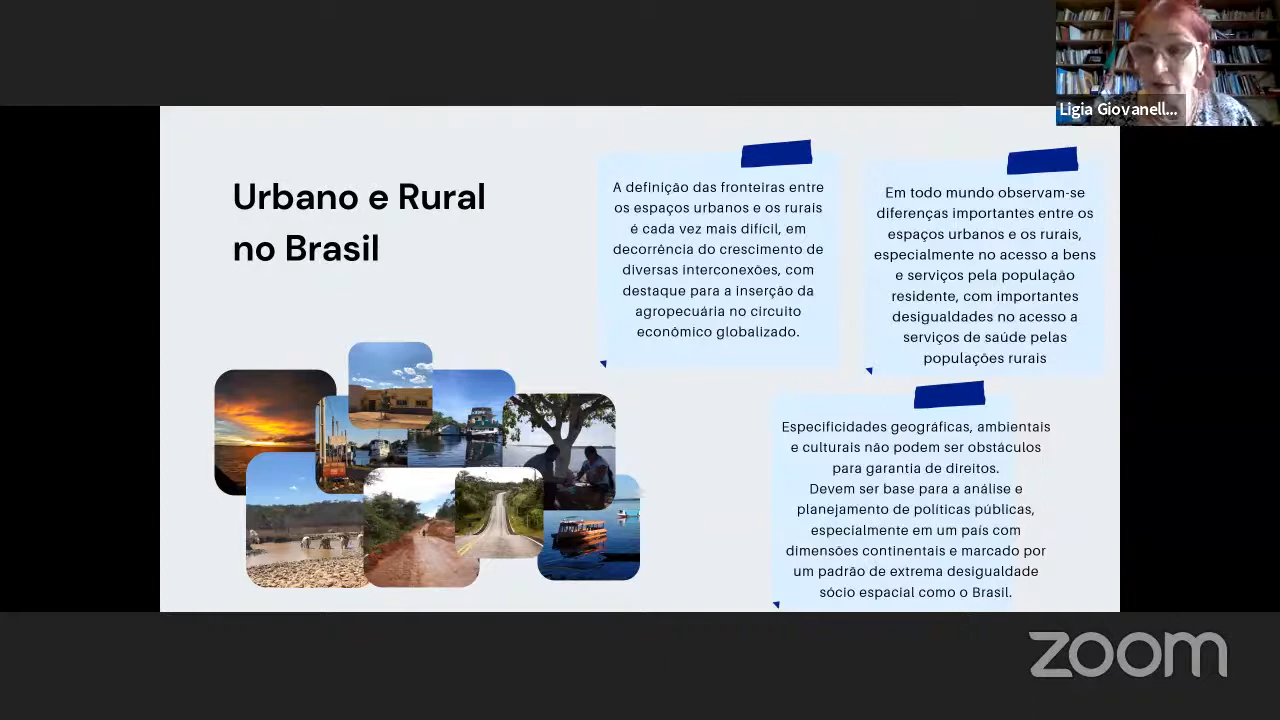 Ligia Giovanell...
Urbano e Rural
no Brasil
A definição das fronteiras entre
os espaços urbanos e os rurais
é cada vez mais difícil, em
decorrência do crescimento de
diversas interconexões, com
destaque para a inserção da
agropecuária no circuito
econômico globalizado.
Em todo mundo observam-se
diferenças importantes entre os
espaços urbanos e os rurais,
especialmente no acesso a bens
e serviços pela população
residente, com importantes
desigualdades no acesso a
serviços de saúde pelas
populações rurais
Especificidades geográficas, ambientais
e culturais não podem ser obstáculos
para garantia de direitos.
Devem ser base para a análise e
planejamento de políticas públicas,
especialmente em um país com
dimensões continentais e marcado por
um padrão de extrema desigualdade
sócio espacial como o Brasil.
zoom